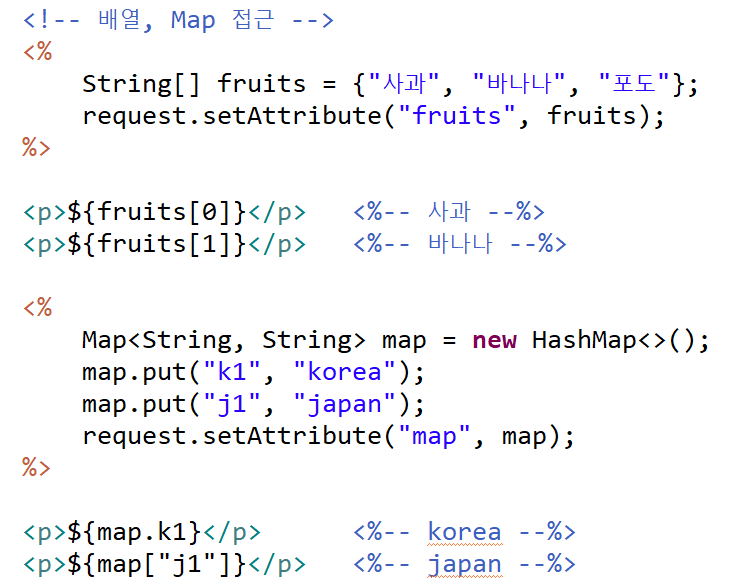 <!-- 배열, Map 접근 -->
<%
    String[] fruits = {"사과", "바나나", "포도"};
    request.setAttribute("fruits", fruits);
%>

<p>${fruits[0]}</p>   <%-- 사과 --%>
<p>${fruits[1]}</p>   <%-- 바나나 --%>

<%
    Map<String, String> map = new HashMap<>();
    map.put("k1", "korea");
    map.put("j1", "japan");
    request.setAttribute("map", map);
%>

<p>${map.k1}</p>      <%-- korea --%>
<p>${map["j1"]}</p>   <%-- japan --%>